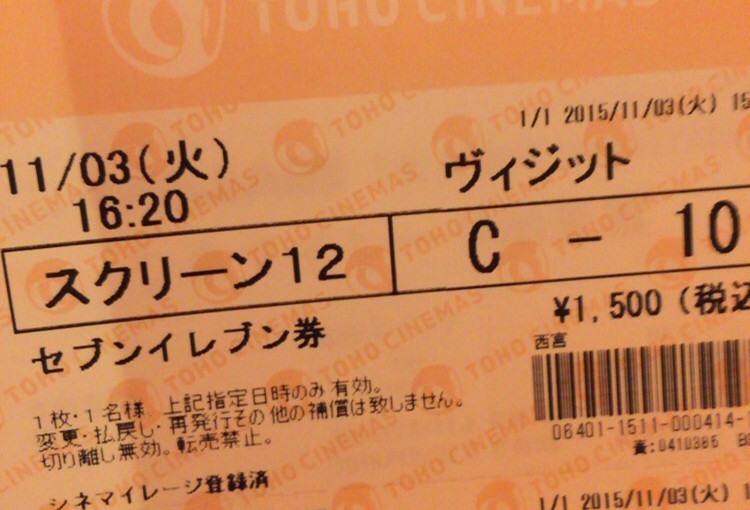 TOHO CINEMAS
1/1 2015/11/03(火) 15
11/03(火)
ヴィジット
16:20
スクリーン12
C - 10
¥1,500 (税込
セブンイレブン券
西宮
1枚・1名様、上記指定日時のみ有効。
変更・払戻し・再発行その他の補償は致しません。
切り離し無効。転売禁止。
06401-1511-000414-
シネマイレージ登録済
1/1 2015/11/03(火) 1